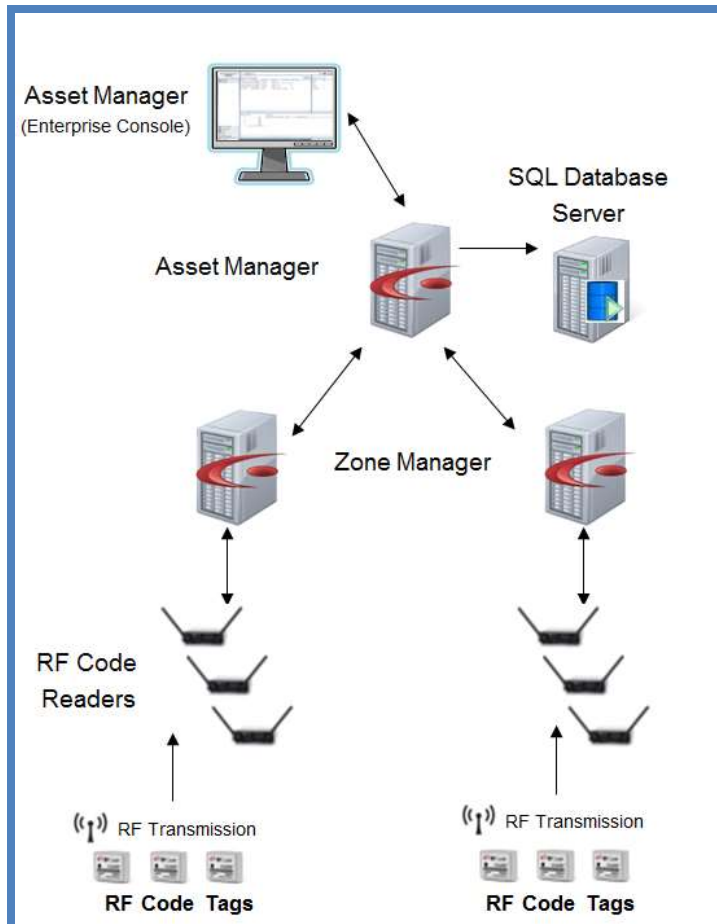 Asset Manager
(Enterprise Console)
SQL Database
Server
Asset Manager
Zone Manager
RF Code
Readers
RF Transmission
RF Transmission
RF Code Tags
RF Code Tags